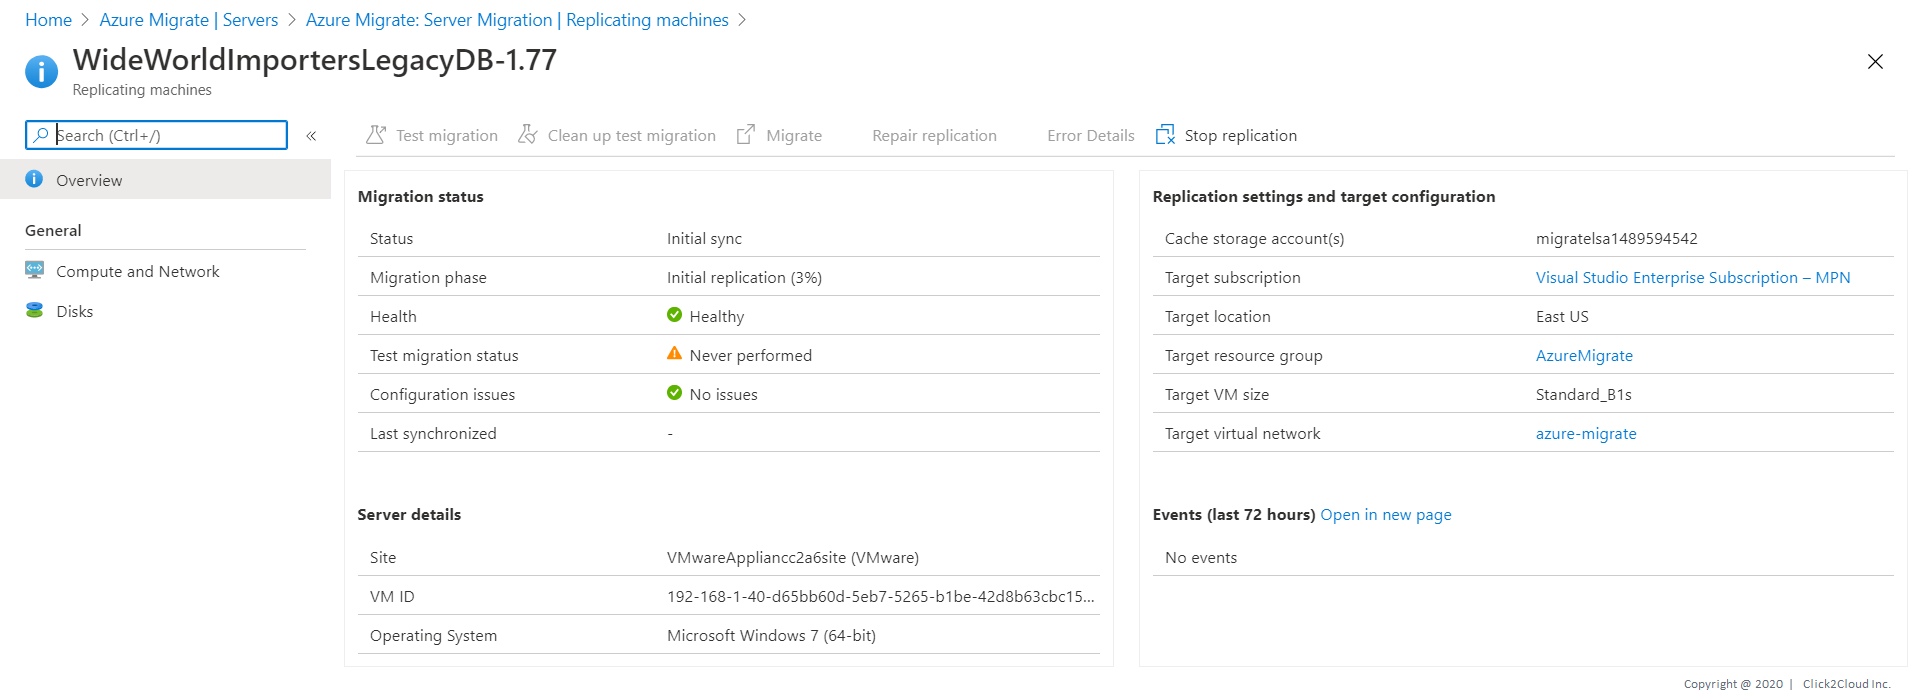 Home > Azure Migrate | Servers > Azure Migrate: Server Migration | Replicating machines >
WideWorldImportersLegacyDB-1.77
Replicating machines
Search (Ctrl+/)
«
Test migration
Clean up test migration
Migrate
Repair replication
Error Details
Stop replication
Overview
General
Compute and Network
Disks
Migration status
Status Initial sync
Migration phase Initial replication (3%)
Health Healthy
Test migration status Never performed
Configuration issues No issues
Last synchronized -
Server details
Site VMwareAppliancc2a6site (VMware)
VM ID 192-168-1-40-d65bb60d-5eb7-5265-b1be-42d8b63cbc15...
Operating System Microsoft Windows 7 (64-bit)
Replication settings and target configuration
Cache storage account(s) migratelsa1489594542
Target subscription Visual Studio Enterprise Subscription – MPN
Target location East US
Target resource group AzureMigrate
Target VM size Standard_B1s
Target virtual network azure-migrate
Events (last 72 hours) Open in new page
No events
Copyright @ 2020 | Click2Cloud Inc.